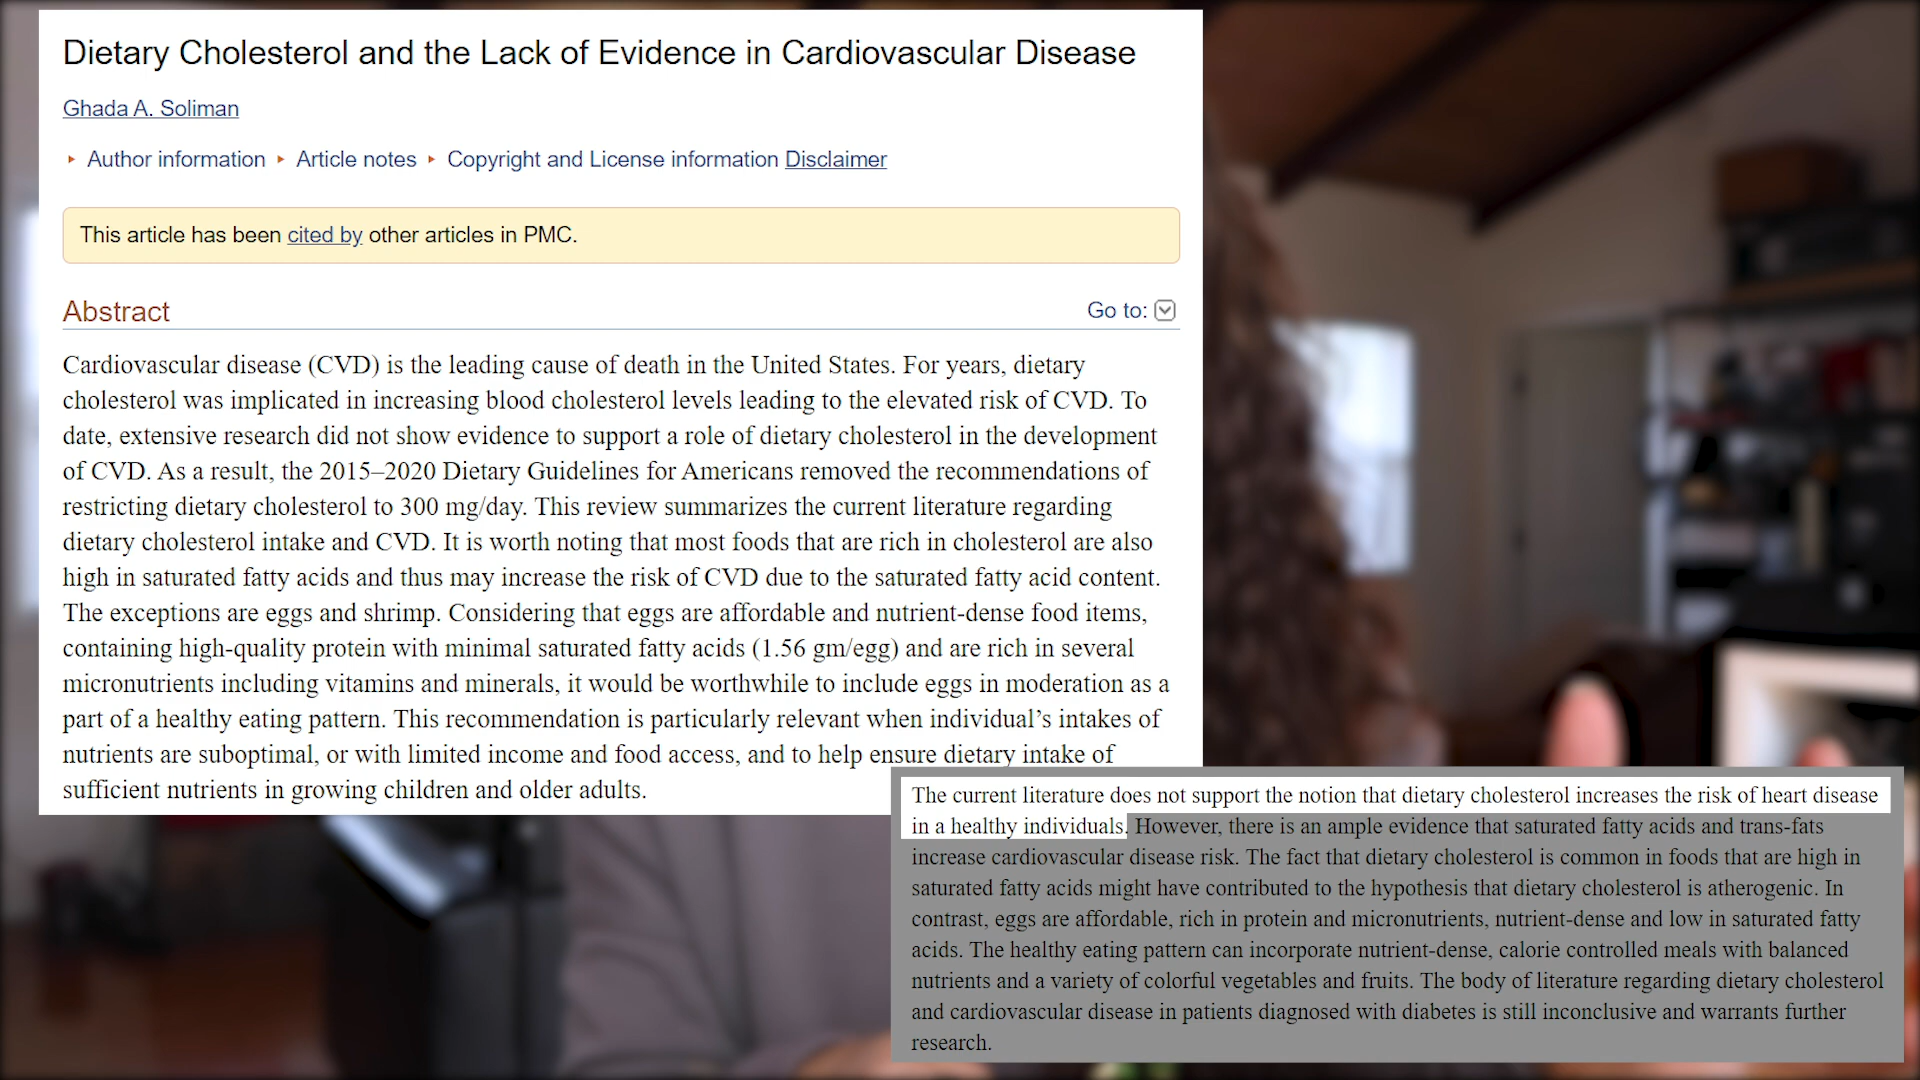 Dietary Cholesterol and the Lack of Evidence in Cardiovascular Disease
Ghada A. Soliman
Author information Article notes Copyright and License information Disclaimer
This article has been cited by other articles in PMC.
Abstract Go to:
Cardiovascular disease (CVD) is the leading cause of death in the United States. For years, dietary
cholesterol was implicated in increasing blood cholesterol levels leading to the elevated risk of CVD. To
date, extensive research did not show evidence to support a role of dietary cholesterol in the development
of CVD. As a result, the 2015–2020 Dietary Guidelines for Americans removed the recommendations of
restricting dietary cholesterol to 300 mg/day. This review summarizes the current literature regarding
dietary cholesterol intake and CVD. It is worth noting that most foods that are rich in cholesterol are also
high in saturated fatty acids and thus may increase the risk of CVD due to the saturated fatty acid content.
The exceptions are eggs and shrimp. Considering that eggs are affordable and nutrient-dense food items,
containing high-quality protein with minimal saturated fatty acids (1.56 gm/egg) and are rich in several
micronutrients including vitamins and minerals, it would be worthwhile to include eggs in moderation as a
part of a healthy eating pattern. This recommendation is particularly relevant when individual’s intakes of
nutrients are suboptimal, or with limited income and food access, and to help ensure dietary intake of
sufficient nutrients in growing children and older adults.
The current literature does not support the notion that dietary cholesterol increases the risk of heart disease
in a healthy individuals. However, there is an ample evidence that saturated fatty acids and trans-fats
increase cardiovascular disease risk. The fact that dietary cholesterol is common in foods that are high in
saturated fatty acids might have contributed to the hypothesis that dietary cholesterol is atherogenic. In
contrast, eggs are affordable, rich in protein and micronutrients, nutrient-dense and low in saturated fatty
acids. The healthy eating pattern can incorporate nutrient-dense, calorie controlled meals with balanced
nutrients and a variety of colorful vegetables and fruits. The body of literature regarding dietary cholesterol
and cardiovascular disease in patients diagnosed with diabetes is still inconclusive and warrants further
research.